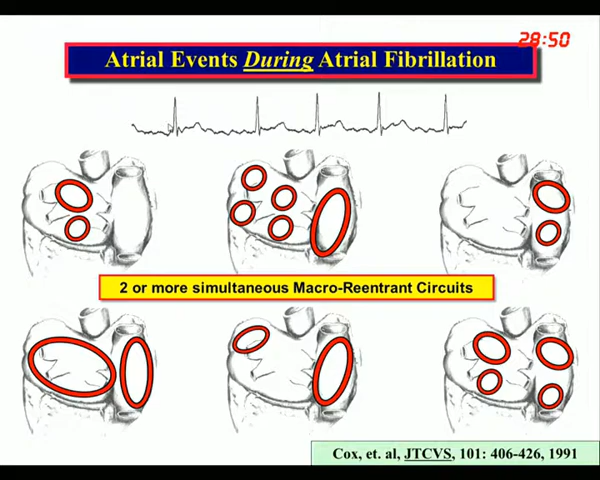 28:50
Atrial Events During Atrial Fibrillation
2 or more simultaneous Macro-Reentrant Circuits
Cox, et. al, JTCVS, 101: 406-426, 1991